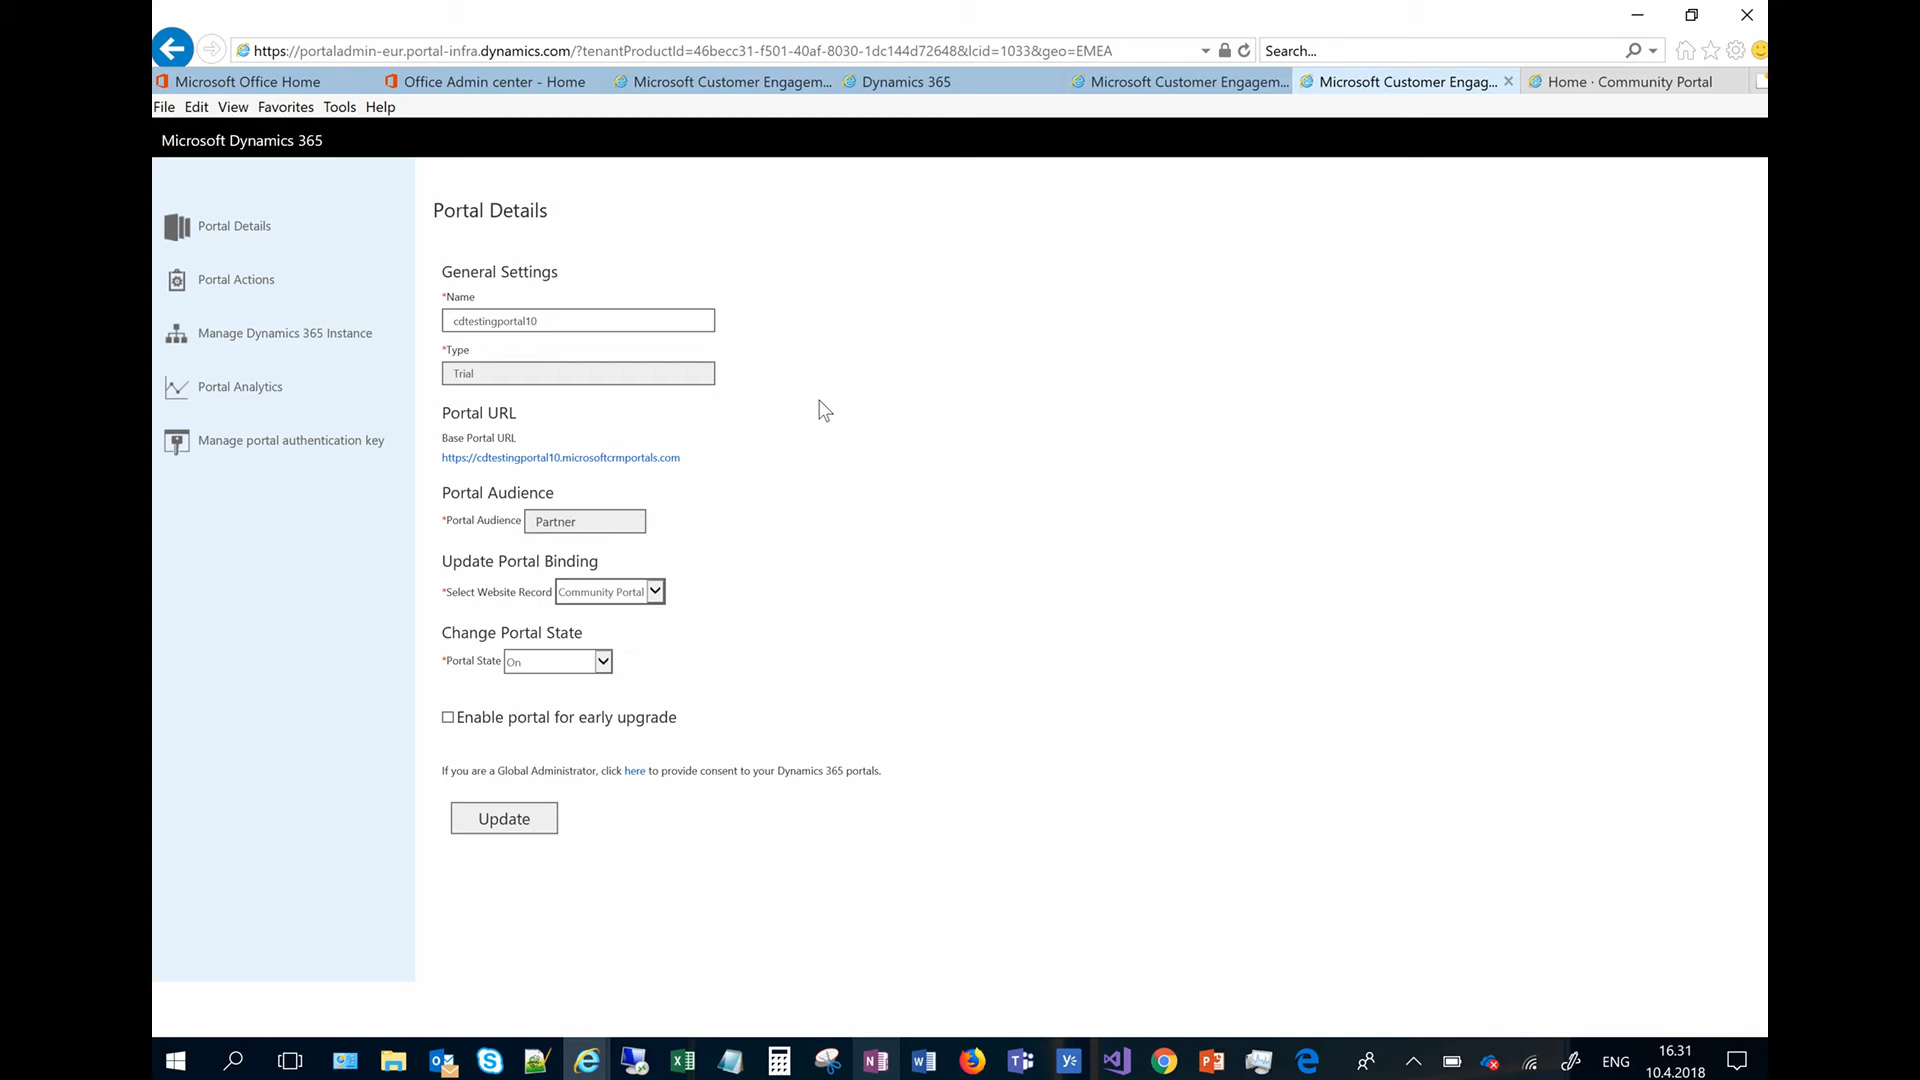 https://portaladmin-eur.portal-infra.dynamics.com/?tenantProductId=46becc31-f501-40af-8030-1dc144d72648&lcid=1033&geo=EMEA
Search...
Microsoft Office Home
Office Admin center - Home
Microsoft Customer Engagem...
Dynamics 365
Microsoft Customer Engagem...
Microsoft Customer Engag...
Home · Community Portal
File Edit View Favorites Tools Help
Microsoft Dynamics 365
Portal Details
Portal Actions
Manage Dynamics 365 Instance
Portal Analytics
Manage portal authentication key
Portal Details
General Settings
*Name
cdtestingportal10
*Type
Trial
Portal URL
Base Portal URL
https://cdtestingportal10.microsoftcrmportals.com
Portal Audience
*Portal Audience Partner
Update Portal Binding
*Select Website Record Community Portal
Change Portal State
*Portal State On
Enable portal for early upgrade
If you are a Global Administrator, click here to provide consent to your Dynamics 365 portals.
Update
ENG
16.31
10.4.2018